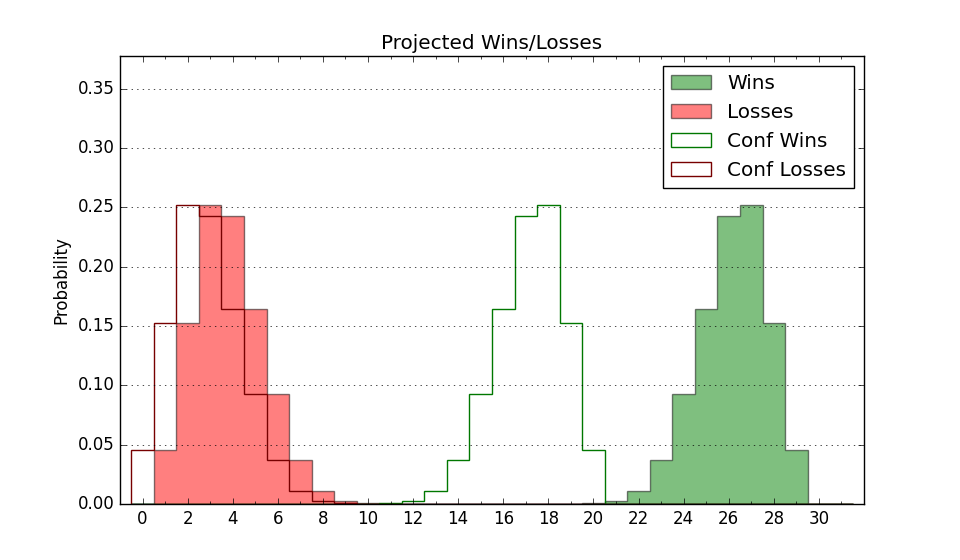 Projected Wins/Losses
Wins
Losses
Conf Wins
Conf Losses
Probability
0.35
0.30
0.25
0.20
0.15
0.10
0.05
0.00
0 2 4 6 8 10 12 14 16 18 20 22 24 26 28 30